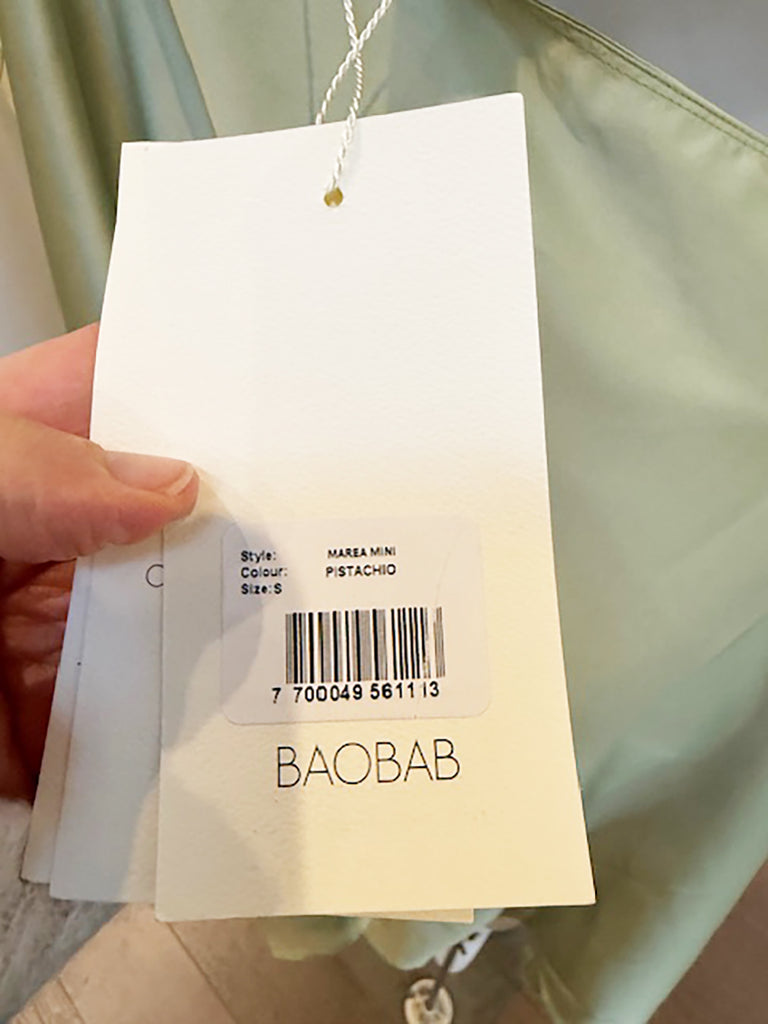 Style: MAREA MINI
Colour: PISTACHIO
Size: S
7 700049 561113
BAOBAB